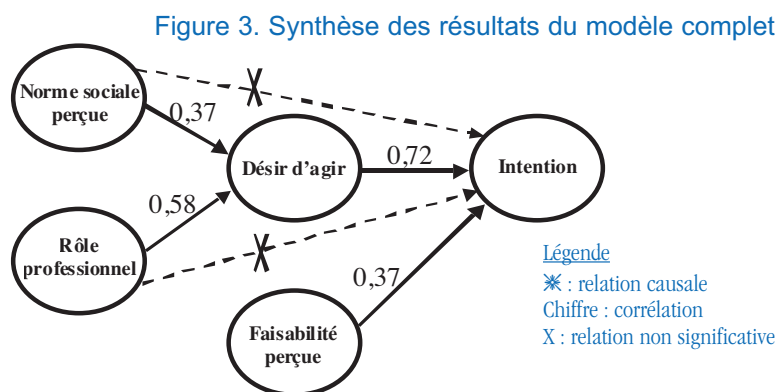 Figure 3. Synthèse des résultats du modèle complet
Norme sociale
perçue
0,37
Désir d'agir
0,72
Intention
0,58
Rôle
professionnel
0,37
Faisabilité
perçue
Légende
⚹ : relation causale
Chiffre : corrélation
X : relation non significative